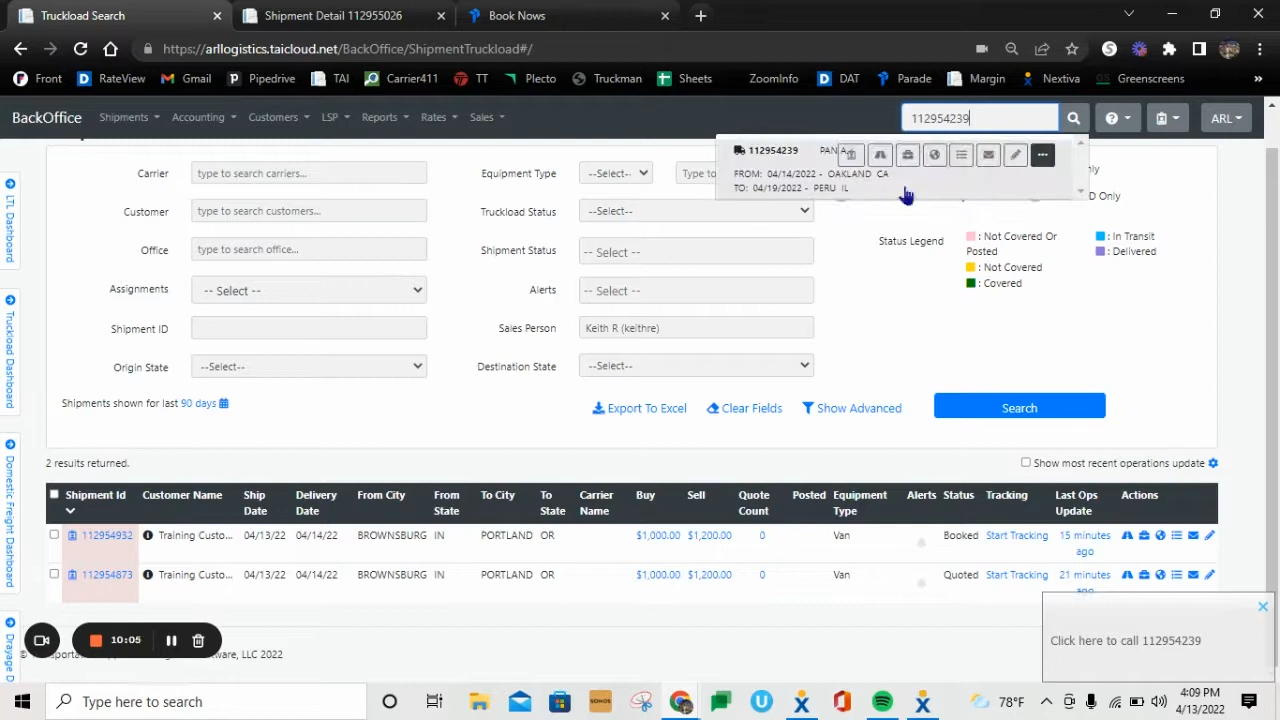 Truckload Search
Shipment Detail 112955026
Book Nows
https://arllogistics.taicloud.net/BackOffice/ShipmentTruckload#/
Front RateView Gmail Pipedrive TAI Carrier411 TT Plecto Truckman Sheets ZoomInfo DAT Parade Margin Nextiva Greenscreens »
BackOffice Shipments Accounting Customers LSP Reports Rates Sales 112954239 ARL
112954239
FROM: 04/14/2022 - OAKLAND CA
TO: 04/19/2022 - PERU IL
Carrier type to search carriers... Equipment Type --Select--
Customer type to search customers... Truckload Status --Select--
Office type to search office... Shipment Status -- Select --
Assignments -- Select -- Alerts -- Select --
Shipment ID Sales Person Keith R (keithre)
Origin State --Select-- Destination State --Select--
Status Legend
: Not Covered Or Posted
: Not Covered
: Covered
: In Transit
: Delivered
Shipments shown for last 90 days
Export To Excel Clear Fields Show Advanced Search
2 results returned. Show most recent operations update
Shipment Id Customer Name Ship Date Delivery Date From City From State To City To State Carrier Name Buy Sell Quote Count Posted Equipment Type Alerts Status Tracking Last Ops Update Actions
112954932 Training Custo... 04/13/22 04/14/22 BROWNSBURG IN PORTLAND OR $1,000.00 $1,200.00 0 Van Booked Start Tracking 15 minutes ago
112954873 Training Custo... 04/13/22 04/14/22 BROWNSBURG IN PORTLAND OR $1,000.00 $1,200.00 0 Van Quoted Start Tracking 21 minutes ago
LTL Dashboard
Truckload Dashboard
Domestic Freight Dashboard
Drayage D
Click here to call 112954239
10:05
LLC 2022
Type here to search
78°F
4:09 PM
4/13/2022